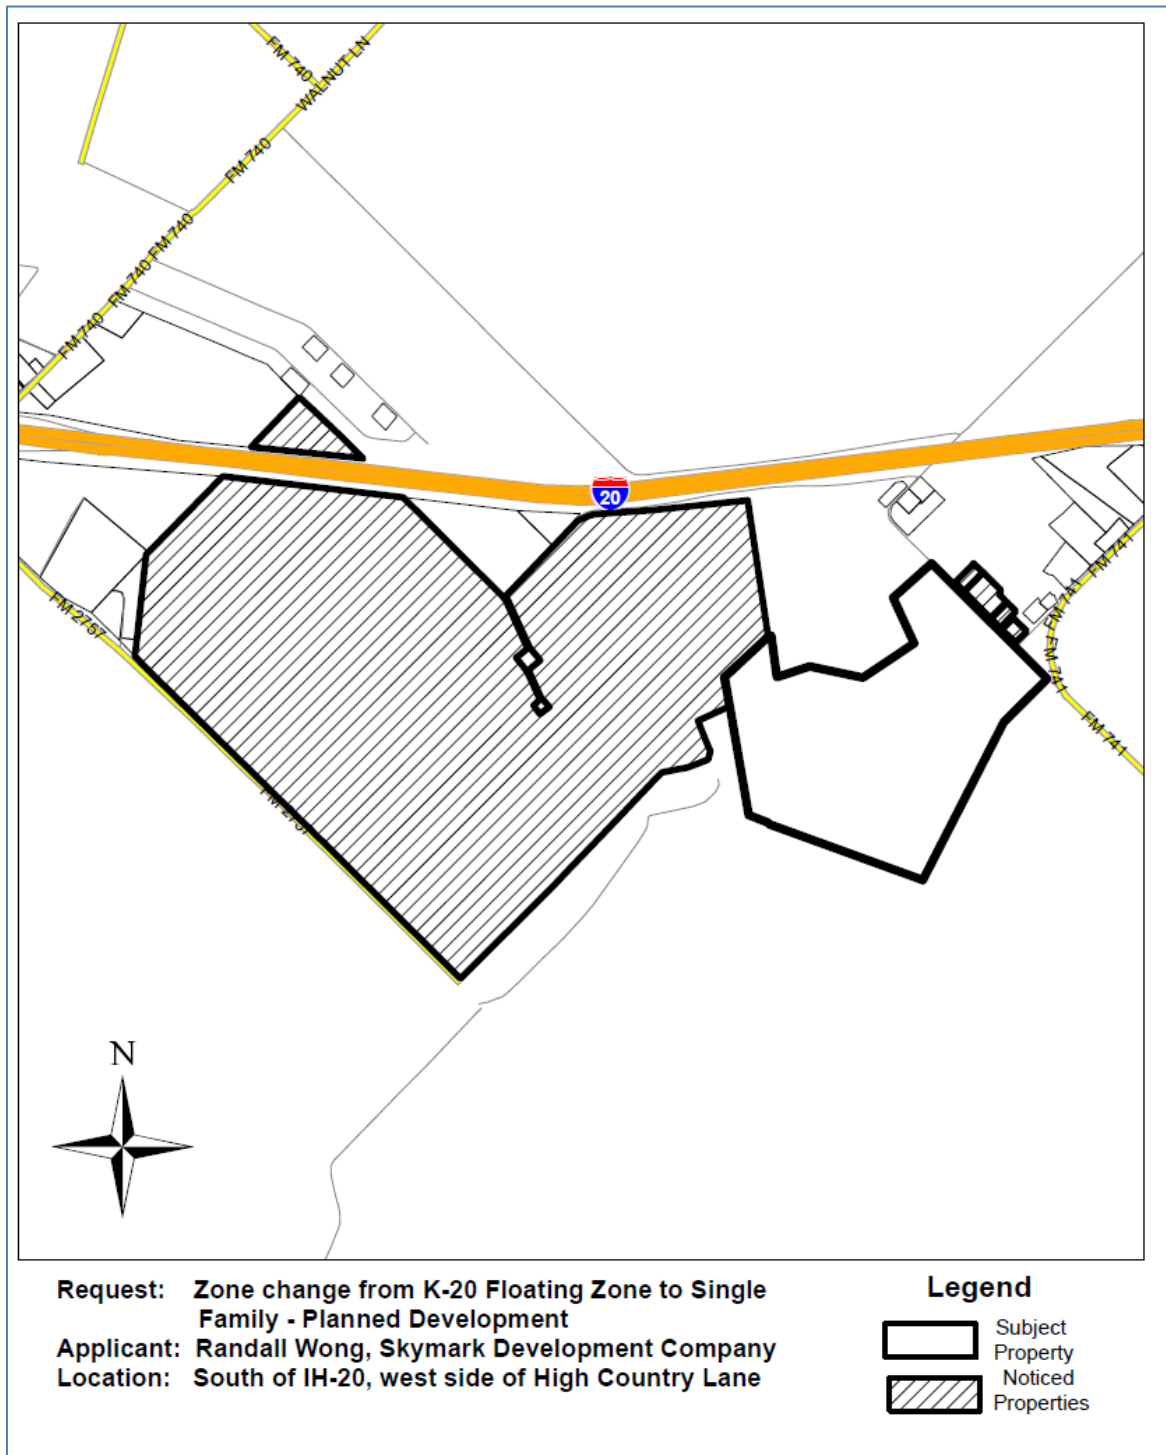 FM 740
WALNUT LN
FM 740
FM 740
FM 740
FM 740
20
FM 2757
FM 2757
FM 741
FM 741
FM 741
FM 741
N
Request: Zone change from K-20 Floating Zone to Single
Family - Planned Development
Applicant: Randall Wong, Skymark Development Company
Location: South of IH-20, west side of High Country Lane
Legend
Subject
Property
Noticed
Properties